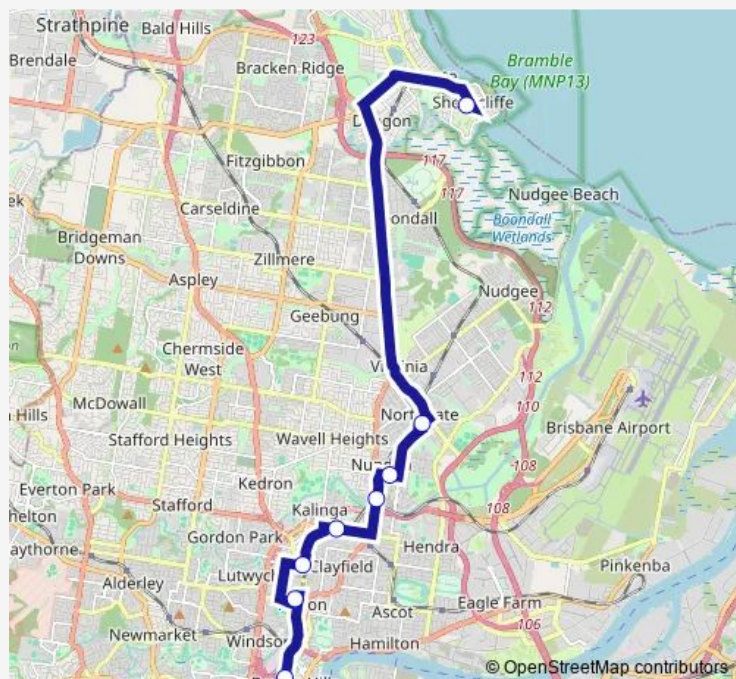 Strathpine
Bald Hills
Brendale
123
Bracken Ridge
Bramble
Bay (MNP13)
Fitzgibbon
117
117
Nudgee Beach
Carseldine
Boondall
Wetlands
Bridgeman
Downs
Zillmere
Aspley
Nudgee
112
Geebung
Chermside
West
112
McDowall
110
Hills
Stafford Heights
Wavell Heights
Brisbane Airport
108
Everton Park
Kedron
Stafford
Kalinga
108
Gordon Park
Hendra
Clayfield
Pinkenba
Alderley
Ascot
Eagle Farm
106
Newmarket
Hamilton
© OpenStreetMap contributors